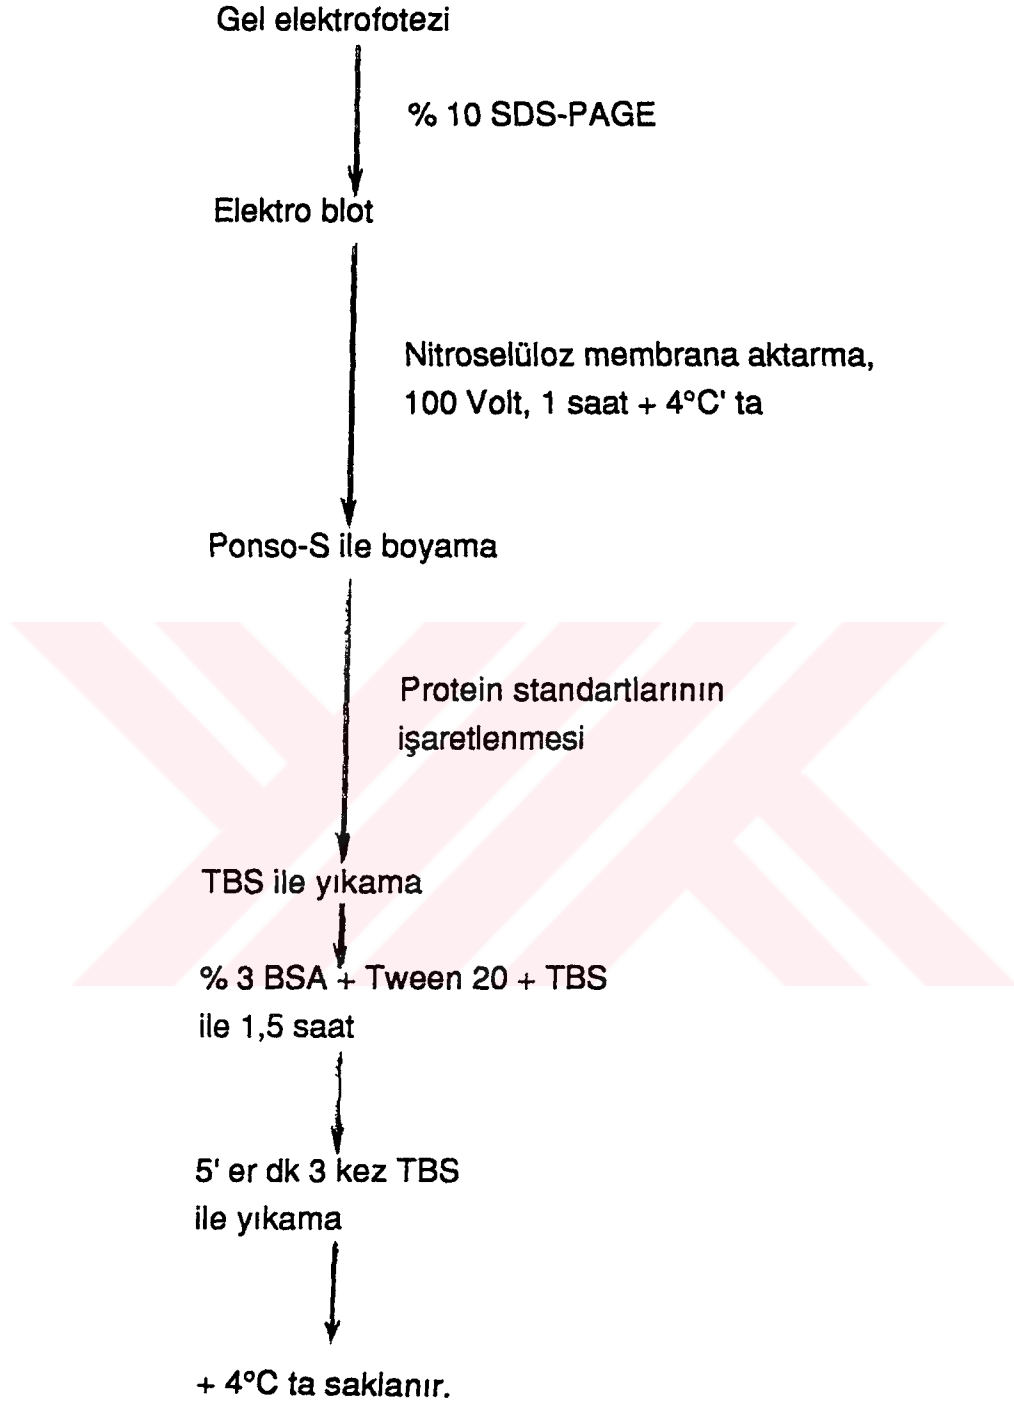 Gel elektrofotezi
% 10 SDS-PAGE
Elektro blot
Nitroselüloz membrana aktarma,
100 Volt, 1 saat + 4°C' ta
Ponso-S ile boyama
Protein standartlarının
işaretlenmesi
TBS ile yıkama
% 3 BSA + Tween 20 + TBS
ile 1,5 saat
5' er dk 3 kez TBS
ile yıkama
+ 4°C ta saklanır.